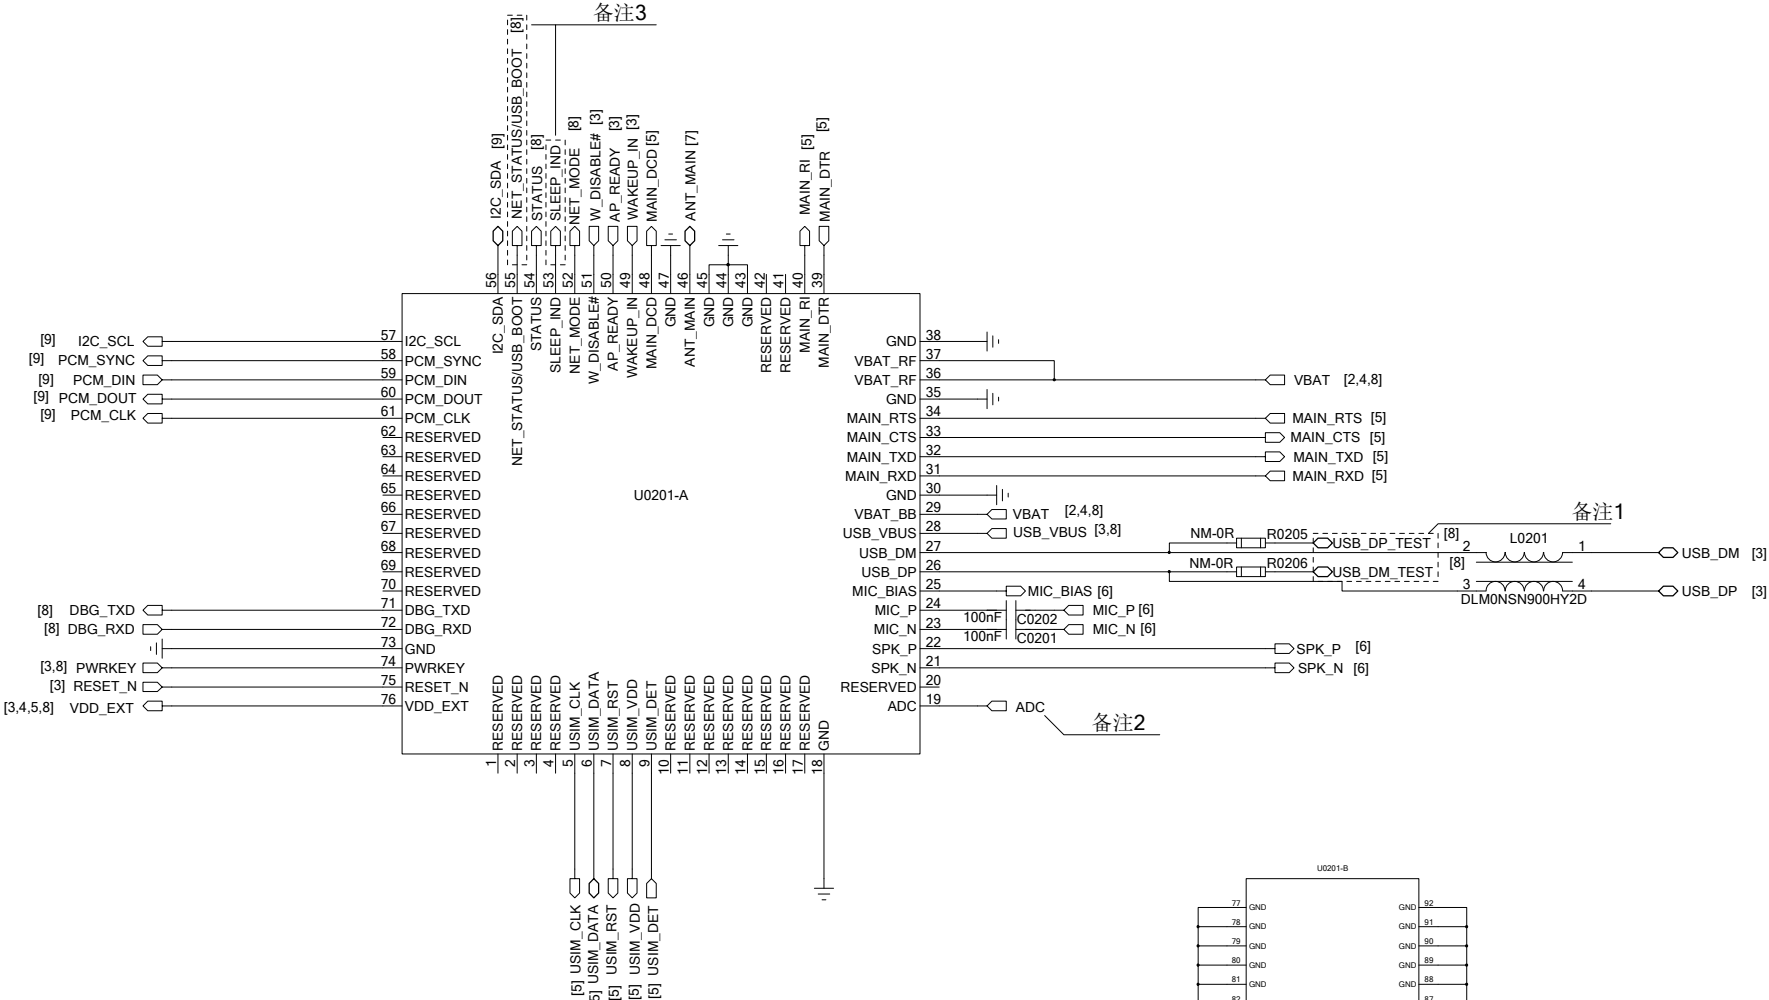 备注3
I2C_SDA [9]
NET_STATUS/USB_BOOT [8]
STATUS [8]
SLEEP_IND
NET_MODE [8]
W_DISABLE# [3]
AP_READY [3]
WAKEUP_IN [3]
MAIN_DCD [5]
ANT_MAIN [7]
MAIN_RI [5]
MAIN_DTR [5]
56 I2C_SDA
55 NET_STATUS/USB_BOOT
54 STATUS
53 SLEEP_IND
52 NET_MODE
51 W_DISABLE#
50 AP_READY
49 WAKEUP_IN
48 MAIN_DCD
47 GND
46 ANT_MAIN
45 GND
44 GND
43 GND
42 RESERVED
41 RESERVED
40 MAIN_RI
39 MAIN_DTR
[9] I2C_SCL 57 I2C_SCL
[9] PCM_SYNC 58 PCM_SYNC
[9] PCM_DIN 59 PCM_DIN
[9] PCM_DOUT 60 PCM_DOUT
[9] PCM_CLK 61 PCM_CLK
62 RESERVED
63 RESERVED
64 RESERVED
65 RESERVED
66 RESERVED
67 RESERVED
68 RESERVED
69 RESERVED
70 RESERVED
[8] DBG_TXD 71 DBG_TXD
[8] DBG_RXD 72 DBG_RXD
73 GND
[3,8] PWRKEY 74 PWRKEY
[3] RESET_N 75 RESET_N
[3,4,5,8] VDD_EXT 76 VDD_EXT
U0201-A
GND 38
VBAT_RF 37
VBAT_RF 36 VBAT [2,4,8]
GND 35
MAIN_RTS 34 MAIN_RTS [5]
MAIN_CTS 33 MAIN_CTS [5]
MAIN_TXD 32 MAIN_TXD [5]
MAIN_RXD 31 MAIN_RXD [5]
GND 30
VBAT_BB 29 VBAT [2,4,8]
USB_VBUS 28 USB_VBUS [3,8]
备注1
NM-0R R0205 USB_DP_TEST [8]
USB_DM 27 2 L0201 1 USB_DM [3]
NM-0R R0206 USB_DM_TEST [8]
USB_DP 26 3 4 USB_DP [3]
DLM0NSN900HY2D
MIC_BIAS 25 MIC_BIAS [6]
MIC_P 24 100nF C0202 MIC_P [6]
MIC_N 23 100nF C0201 MIC_N [6]
SPK_P 22 SPK_P [6]
SPK_N 21 SPK_N [6]
RESERVED 20
ADC 19 ADC
备注2
1 RESERVED
2 RESERVED
3 RESERVED
4 RESERVED
5 USIM_CLK
6 USIM_DATA
7 USIM_RST
8 USIM_VDD
9 USIM_DET
10 RESERVED
11 RESERVED
12 RESERVED
13 RESERVED
14 RESERVED
15 RESERVED
16 RESERVED
17 RESERVED
18 GND
[5] USIM_CLK
USIM_DATA
[5] USIM_RST
[5] USIM_VDD
[5] USIM_DET
U0201-B
77 GND GND 92
78 GND GND 91
79 GND GND 90
80 GND GND 89
81 GND GND 88